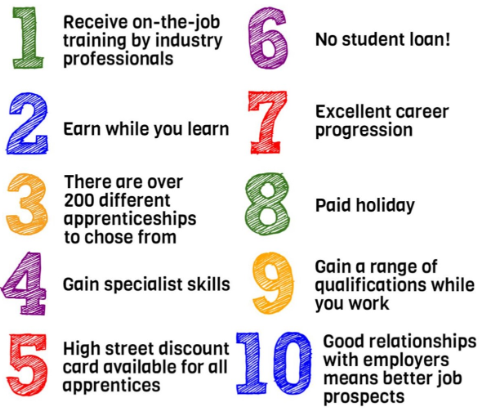 1
Receive on-the-job
training by industry
professionals
2
Earn while you learn
3
There are over
200 different
apprenticeships
to chose from
4
Gain specialist skills
5
High street discount
card available for all
apprentices
6
No student loan!
7
Excellent career
progression
8
Paid holiday
9
Gain a range of
qualifications while
you work
10
Good relationships
with employers
means better job
prospects